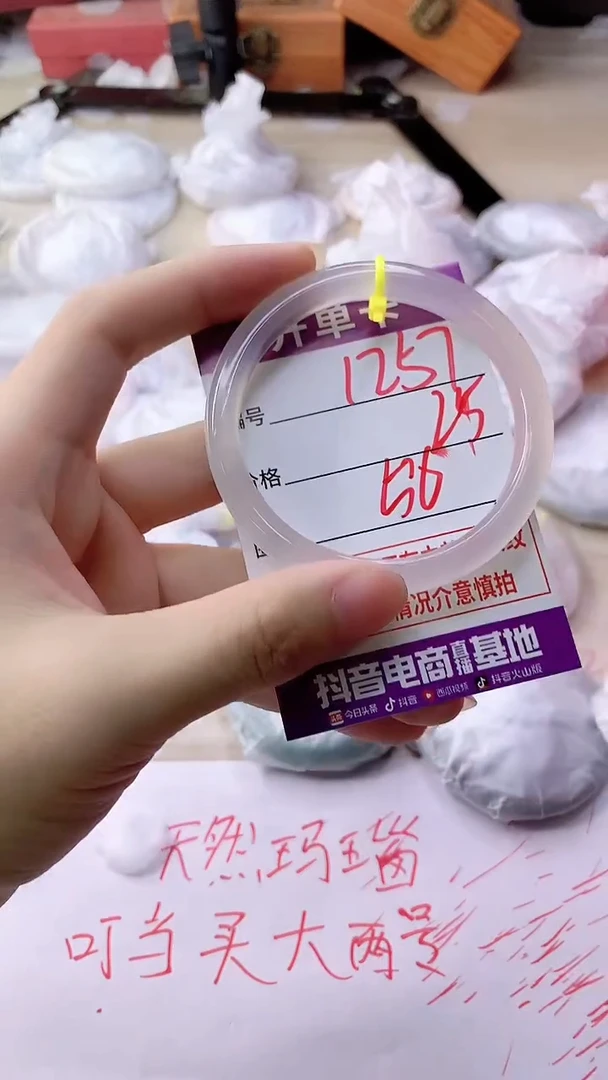 开单卡
编号 1257
25
价格 56
情况介意慎拍
抖音电商直播基地
今日头条 抖音 西瓜视频 抖音火山版
天然玛瑙
叮当买大两号